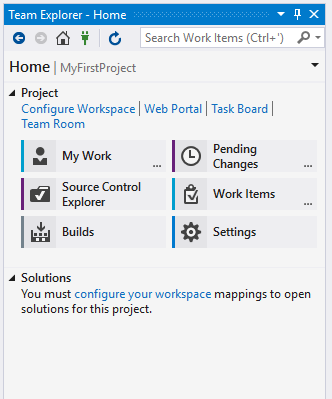 Team Explorer - Home
Search Work Items (Ctrl+')
Home | MyFirstProject
Project
Configure Workspace | Web Portal | Task Board |
Team Room
My Work ...
Pending
Changes ...
Source Control
Explorer
Work Items ...
Builds
Settings
Solutions
You must configure your workspace mappings to open
solutions for this project.